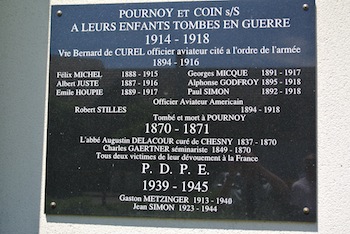 POURNOY ET COIN S/S
A LEURS ENFANTS TOMBES EN GUERRE
1914 - 1918
Vte Bernard de CUREL officier aviateur cité a l'ordre de l'armée
1894 - 1916
Félix MICHEL 1888 - 1915 Georges MICQUE 1891 - 1917
Albert JUSTE 1887 - 1916 Alphonse GODFROY 1895 - 1918
Emile HOUPIE 1889 - 1917 Paul SIMON 1892 - 1918
Officier Aviateur Americain
Robert STILLES 1894 - 1918
Tombé et mort à POURNOY
1870 - 1871
L'abbé Augustin DELACOUR curé de CHESNY 1837 - 1870
Charles GAERTNER séminariste 1849 - 1870
Tous deux victimes de leur dévouement à la France
P. D. P. E.
1939 - 1945
Gaston METZINGER 1913 - 1940
Jean SIMON 1923 - 1944